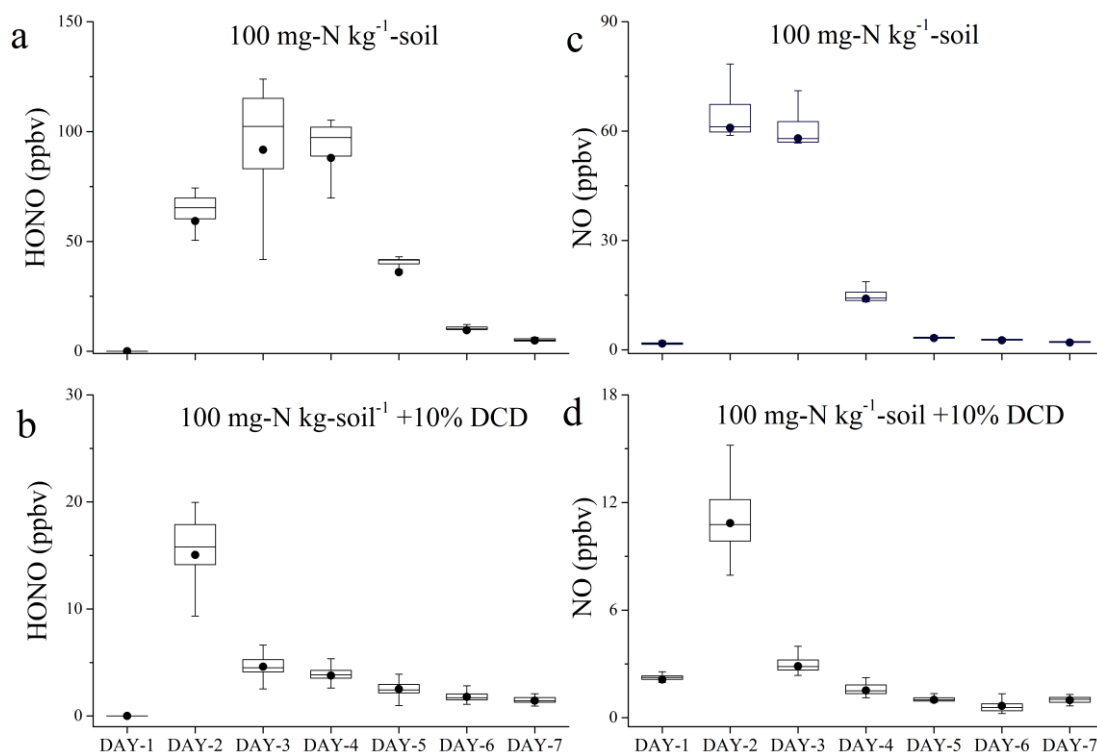 a
100 mg-N kg⁻¹-soil
HONO (ppbv)
150
100
50
0
c
100 mg-N kg⁻¹-soil
NO (ppbv)
90
60
30
0
b
100 mg-N kg-soil⁻¹ +10% DCD
HONO (ppbv)
30
20
10
0
DAY-1 DAY-2 DAY-3 DAY-4 DAY-5 DAY-6 DAY-7
d
100 mg-N kg⁻¹-soil +10% DCD
NO (ppbv)
18
12
6
0
DAY-1 DAY-2 DAY-3 DAY-4 DAY-5 DAY-6 DAY-7